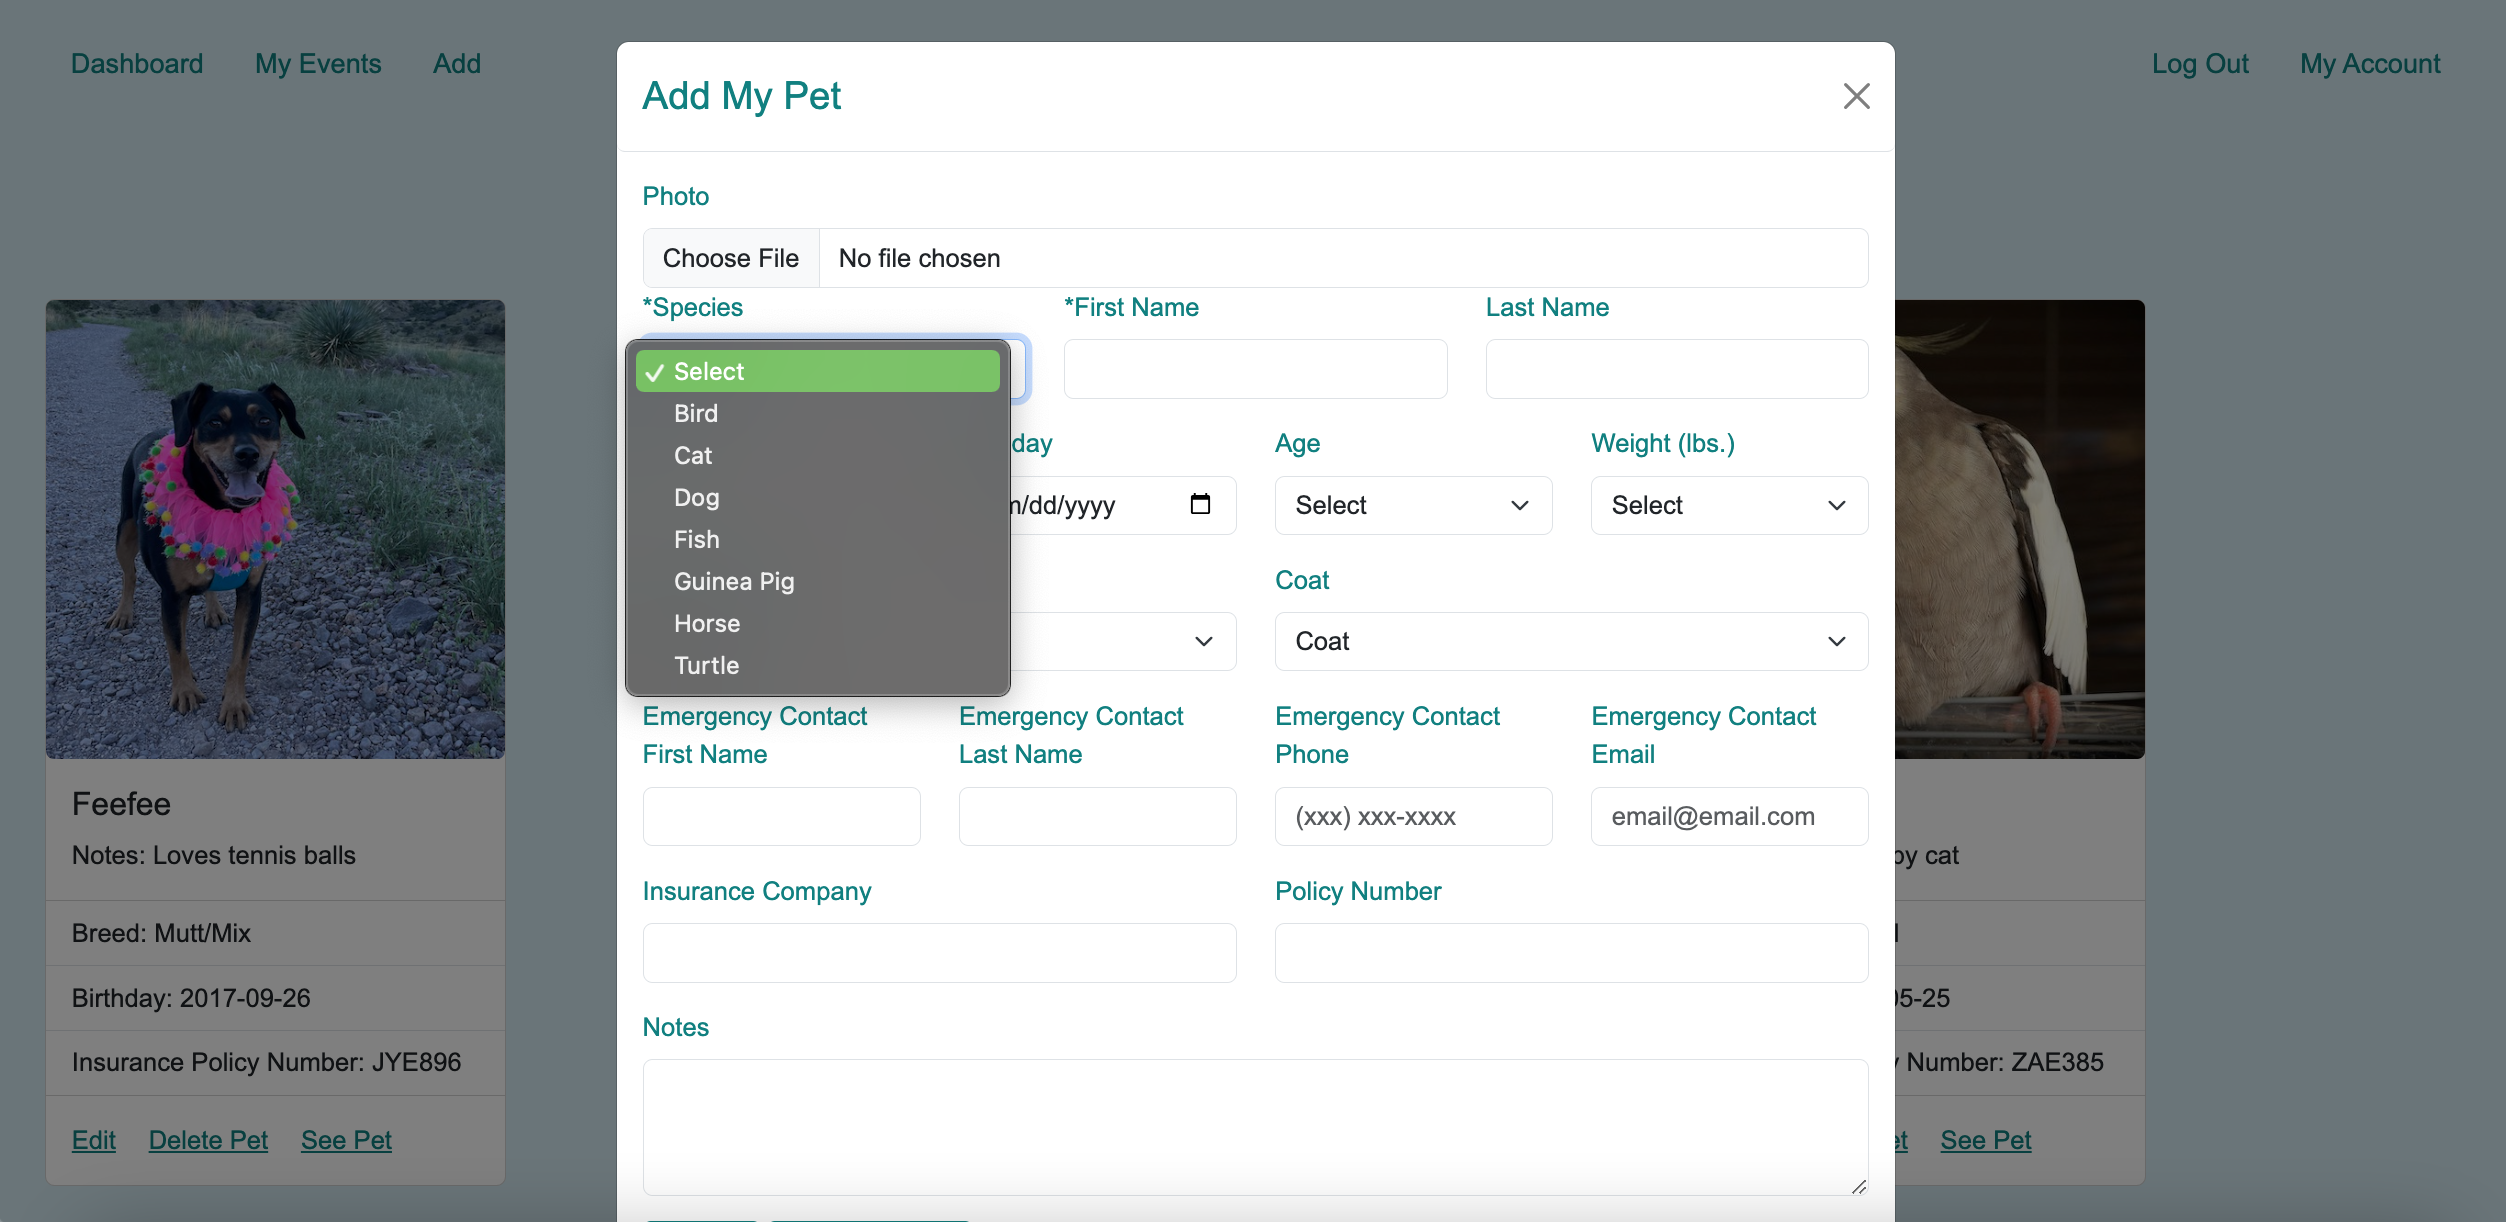 Dashboard My Events Add Log Out My Account
Add My Pet
Photo
Choose File No file chosen
*Species *First Name Last Name
Select
Bird
Cat
Dog
Fish
Guinea Pig
Horse
Turtle
day Age Weight (lbs.)
/dd/yyyy Select Select
Coat
Coat
Emergency Contact First Name
Emergency Contact Last Name
Emergency Contact Phone
Emergency Contact Email
(xxx) xxx-xxxx email@email.com
Insurance Company Policy Number
Notes
Feefee
Notes: Loves tennis balls
Breed: Mutt/Mix
Birthday: 2017-09-26
Insurance Policy Number: JYE896
Edit Delete Pet See Pet
by cat
05-25
Number: ZAE385
See Pet